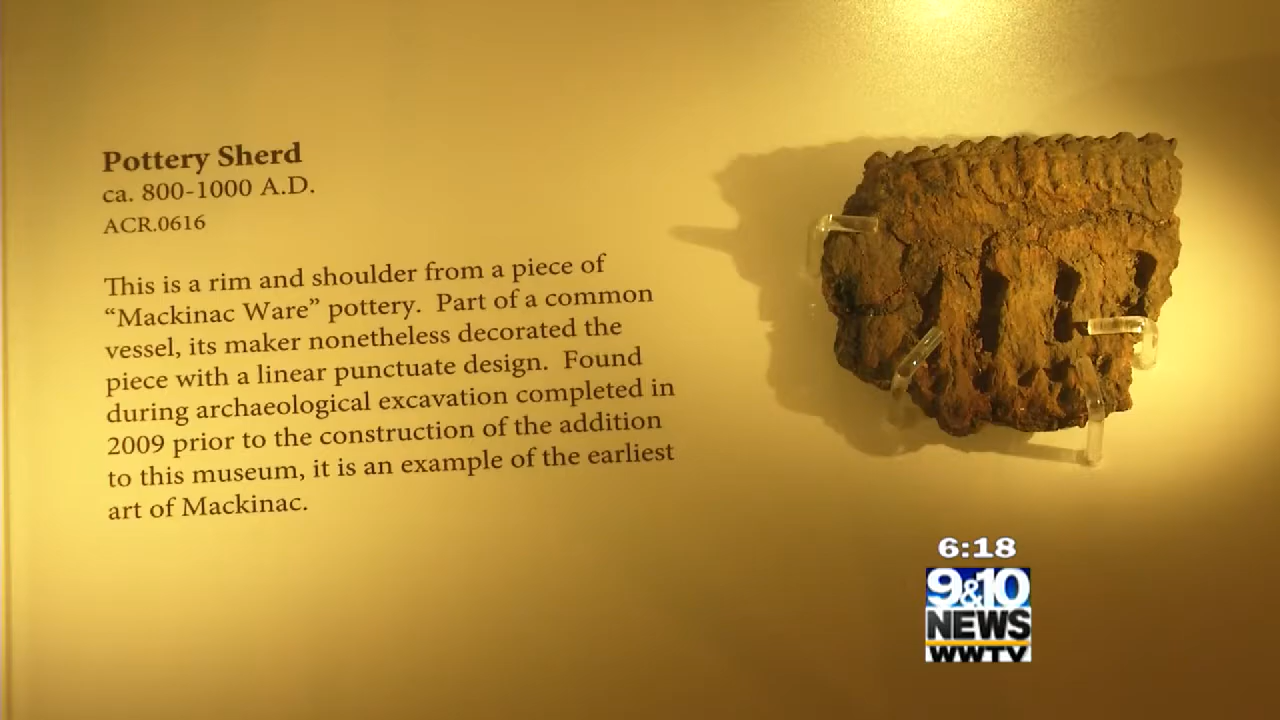 Pottery Sherd
ca. 800-1000 A.D.
ACR.0616
This is a rim and shoulder from a piece of
“Mackinac Ware” pottery.  Part of a common
vessel, its maker nonetheless decorated the
piece with a linear punctuate design.  Found
during archaeological excavation completed in
2009 prior to the construction of the addition
to this museum, it is an example of the earliest
art of Mackinac.
6:18
9&10
NEWS
WWTV